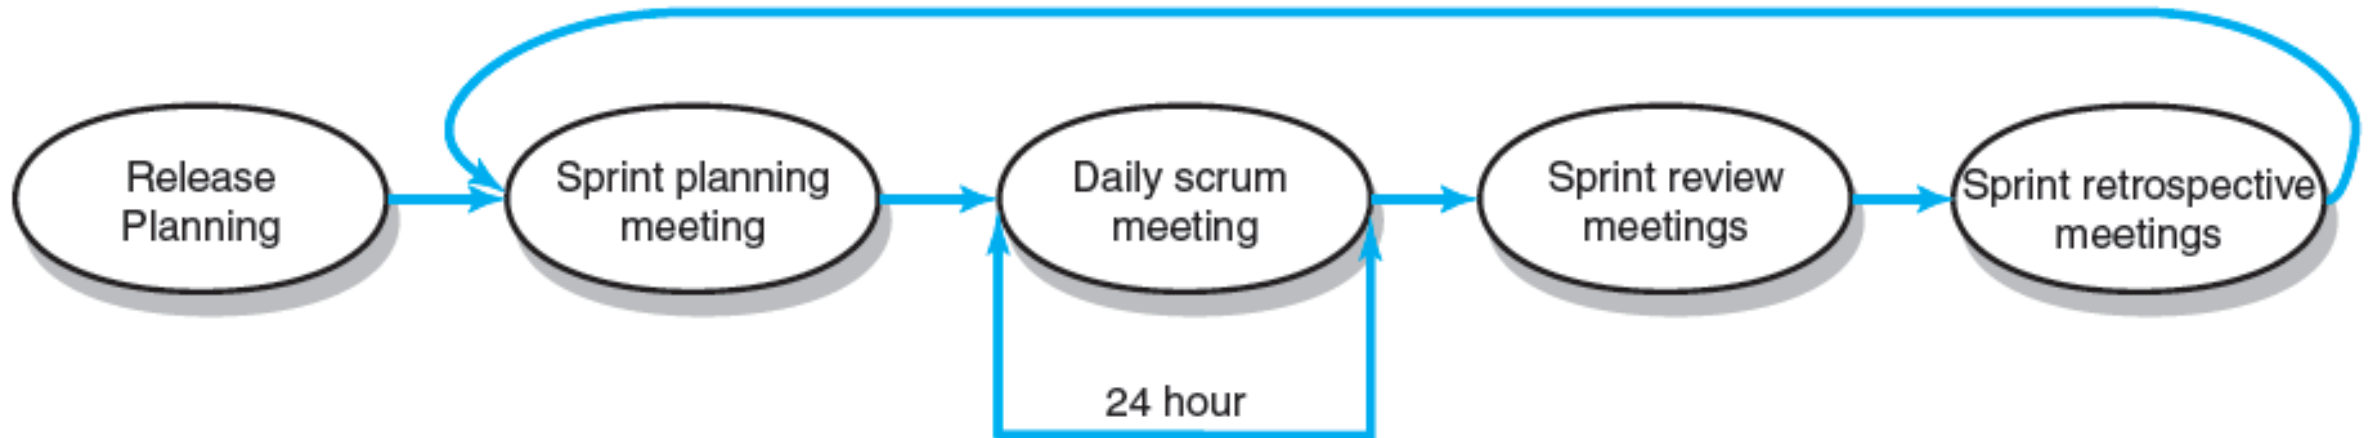 Release
Planning
Sprint planning
meeting
Daily scrum
meeting
Sprint review
meetings
Sprint retrospective
meetings
24 hour